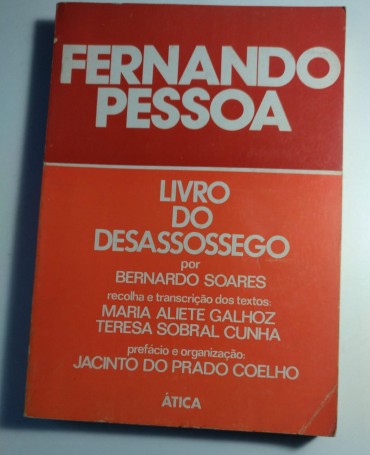 FERNANDO
PESSOA
LIVRO
DO
DESASSOSSEGO
por
BERNARDO SOARES
recolha e transcrição dos textos:
MARIA ALIETE GALHOZ
TERESA SOBRAL CUNHA
prefácio e organização:
JACINTO DO PRADO COELHO
ÁTICA